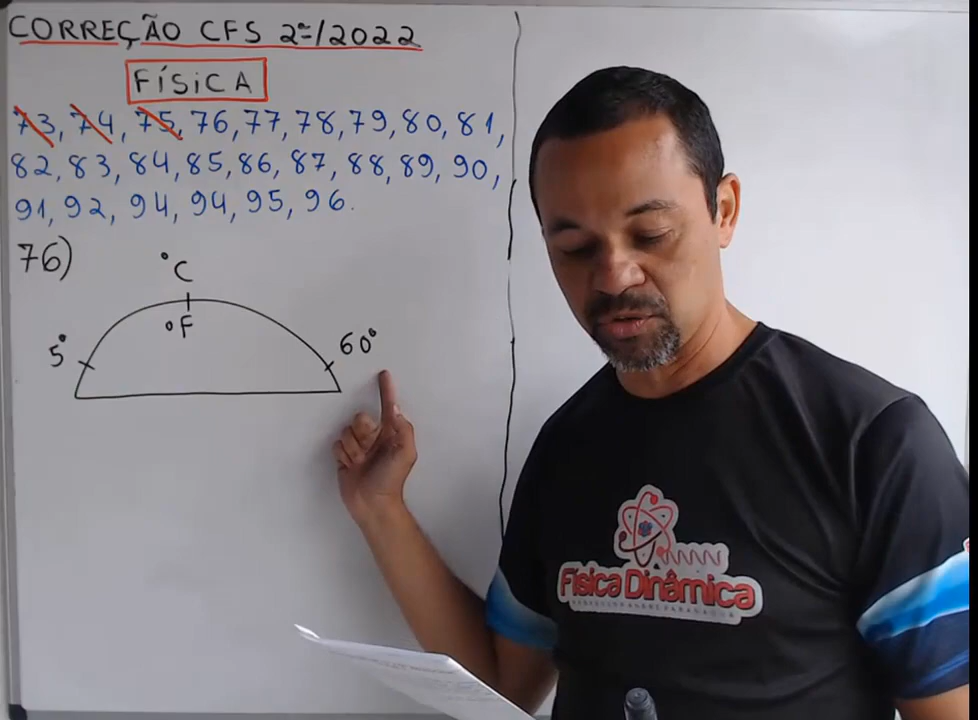 CORREÇÃO CFS 2º/2022
FÍSICA
73, 74, 75, 76, 77, 78, 79, 80, 81,
82, 83, 84, 85, 86, 87, 88, 89, 90,
91, 92, 94, 94, 95, 96.
76)
°C
°F
5°
60°
Física Dinâmica